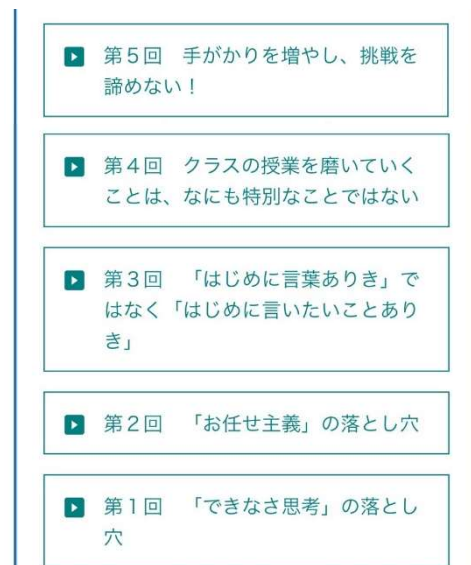 第5回　手がかりを増やし、挑戦を
諦めない！
第4回　クラスの授業を磨いていく
ことは、なにも特別なことではない
第3回　「はじめに言葉ありき」で
はなく「はじめに言いたいことあり
き」
第2回　「お任せ主義」の落とし穴
第1回　「できなさ思考」の落とし
穴